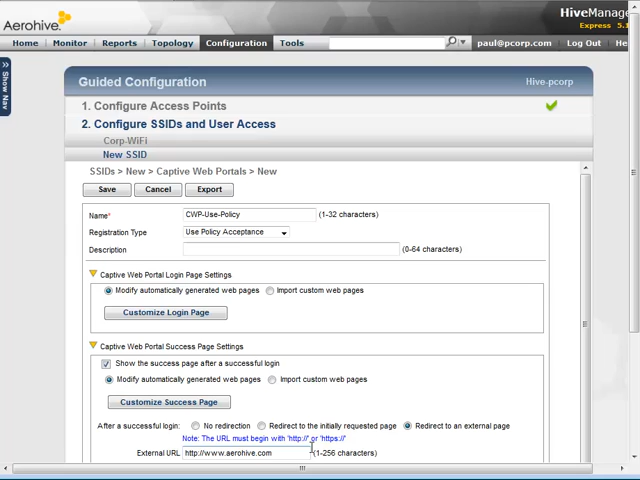 Aerohive
HiveManage
Express 5.1
Home Monitor Reports Topology Configuration Tools paul@pcorp.com Log Out He
Show Nav
Guided Configuration Hive-pcorp
1. Configure Access Points
2. Configure SSIDs and User Access
Corp-WiFi
New SSID
SSIDs > New > Captive Web Portals > New
Save Cancel Export
Name* CWP-Use-Policy (1-32 characters)
Registration Type Use Policy Acceptance
Description (0-64 characters)
Captive Web Portal Login Page Settings
Modify automatically generated web pages Import custom web pages
Customize Login Page
Captive Web Portal Success Page Settings
Show the success page after a successful login
Modify automatically generated web pages Import custom web pages
Customize Success Page
After a successful login: No redirection Redirect to the initially requested page Redirect to an external page
Note: The URL must begin with 'http://' or 'https://'
External URL http://www.aerohive.com (1-256 characters)